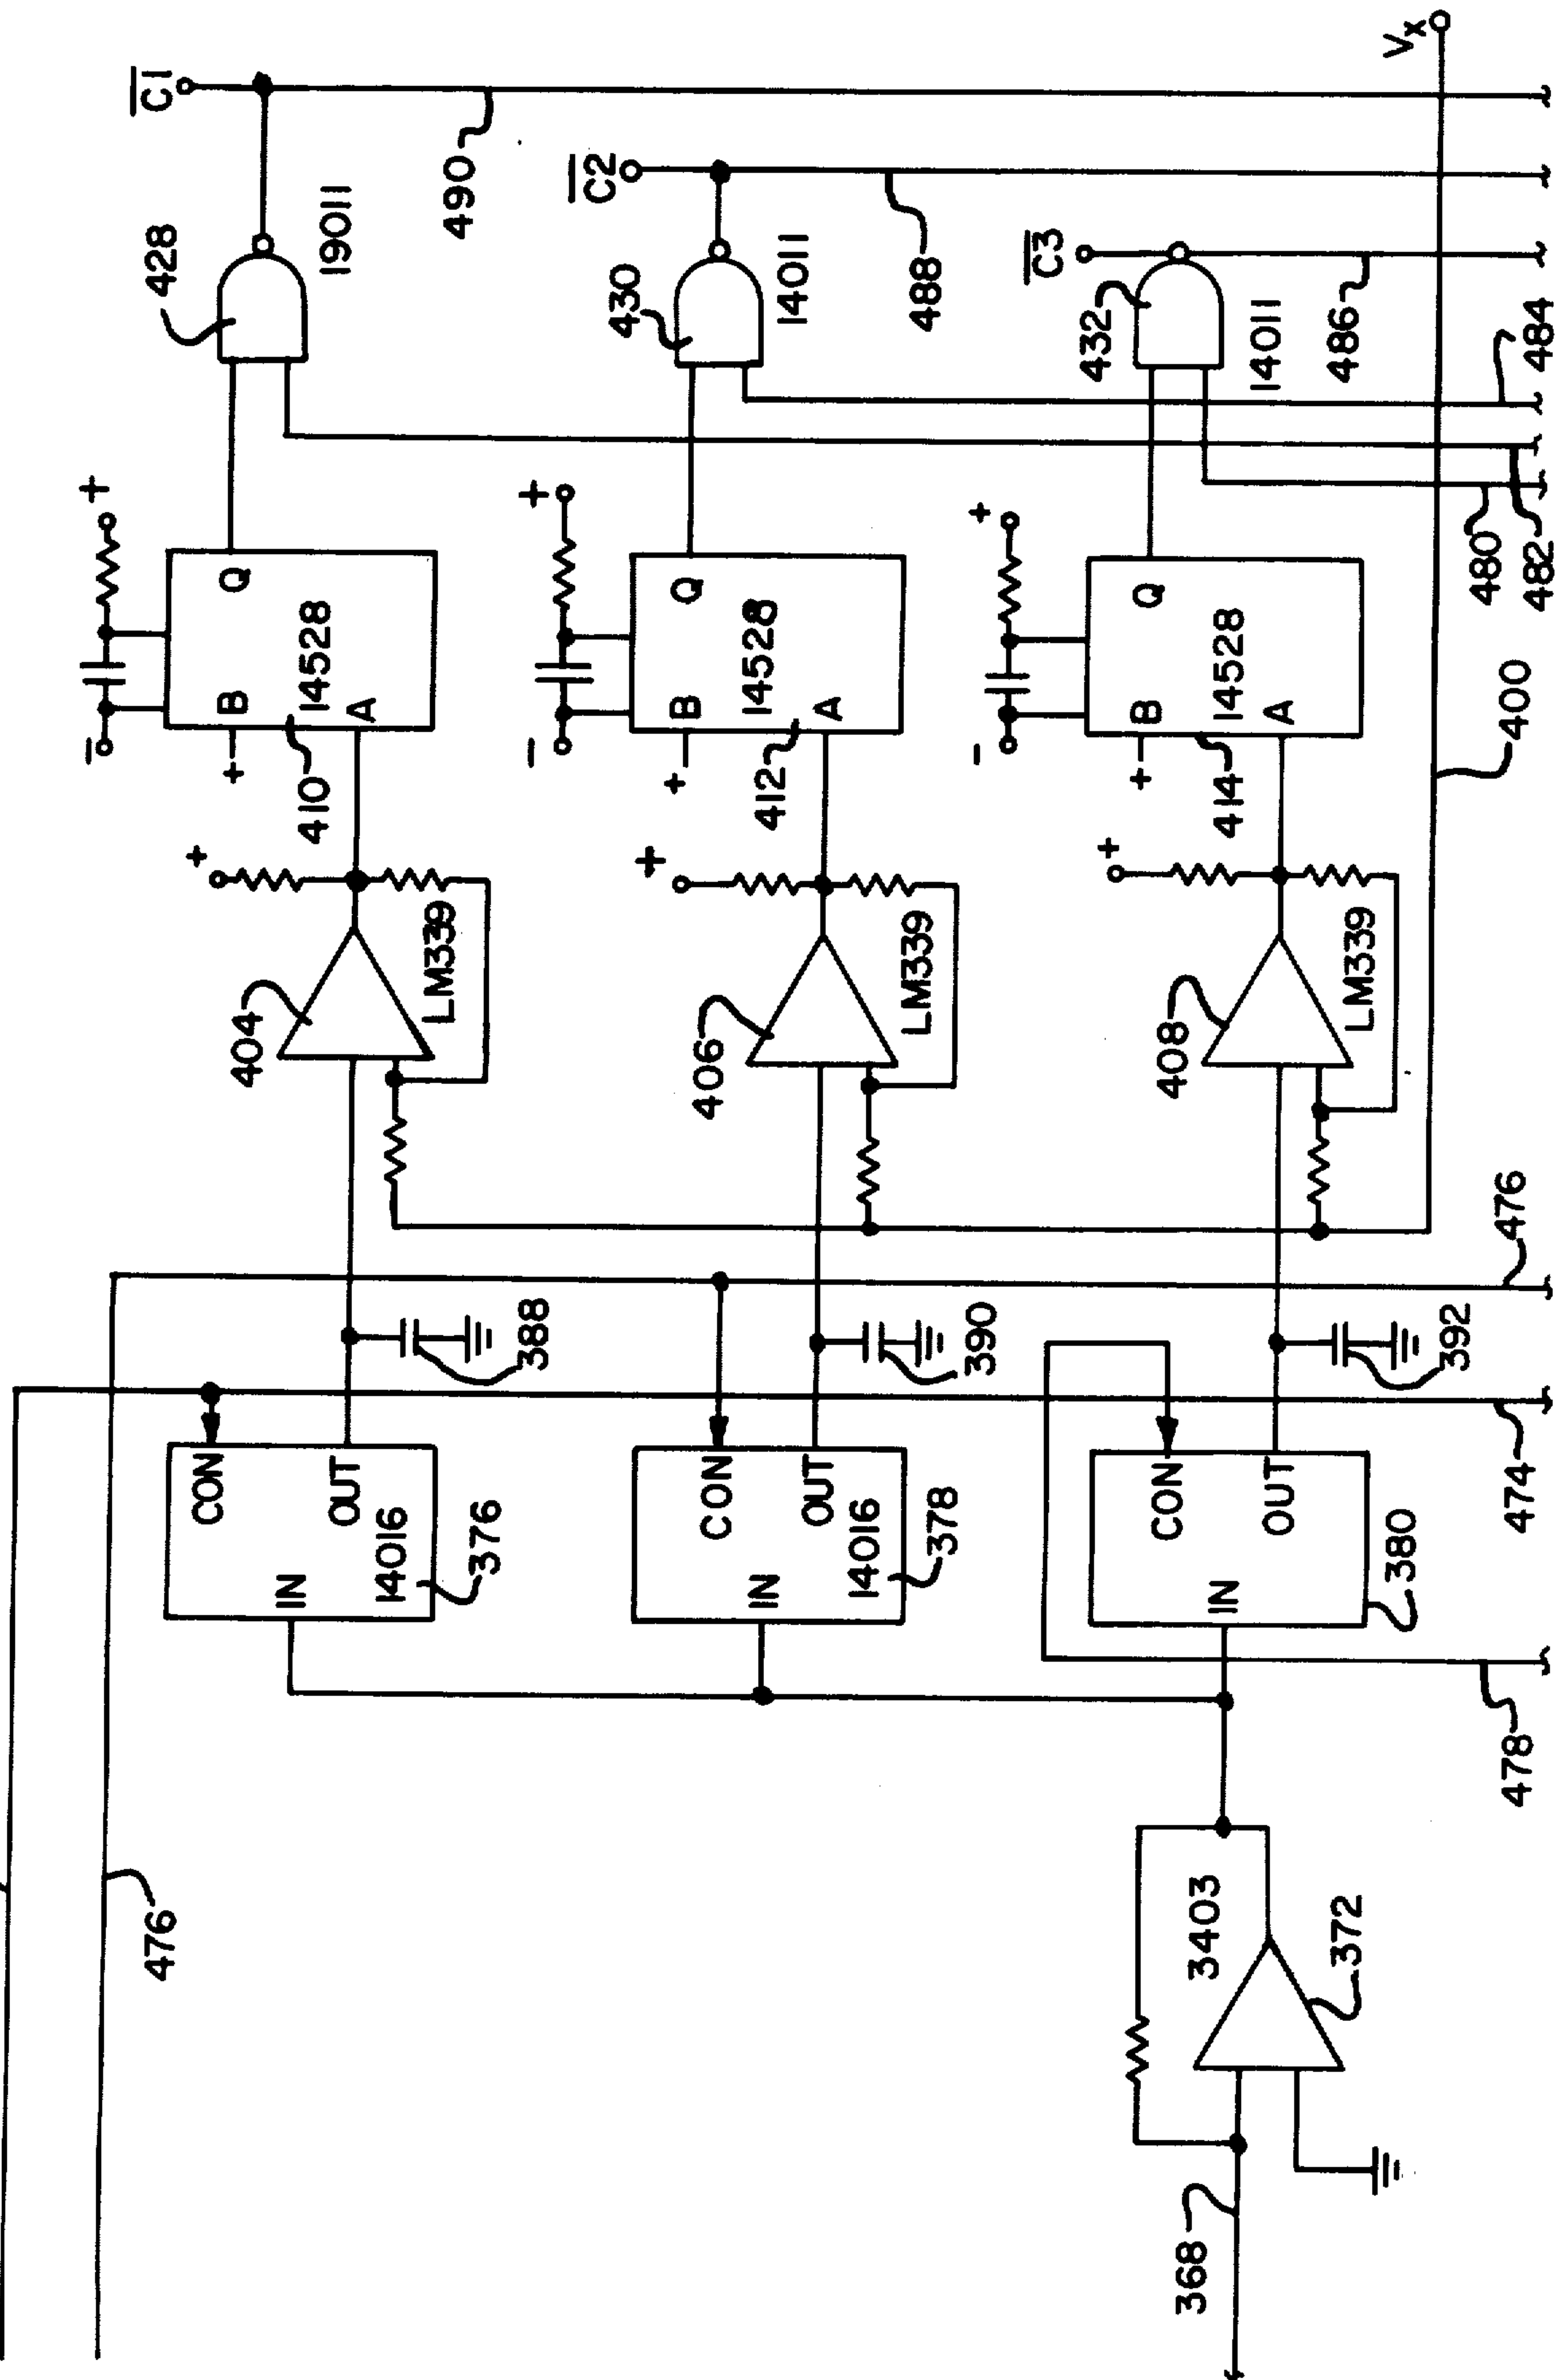 C1
490
428
19011
+
Q
B
14528
A
−
+
410
+
404
LM339
388
CON
OUT
IN
14016
376
476
C2
488
430
14011
+
Q
B
14528
A
−
+
412
+
406
LM339
390
CON
OUT
IN
14016
378
Vx
C3
486
484
432
14011
480
482
+
Q
B
14528
A
-
+
414
400
+
408
LM339
476
392
474
CON
OUT
IN
380
478
3403
372
368